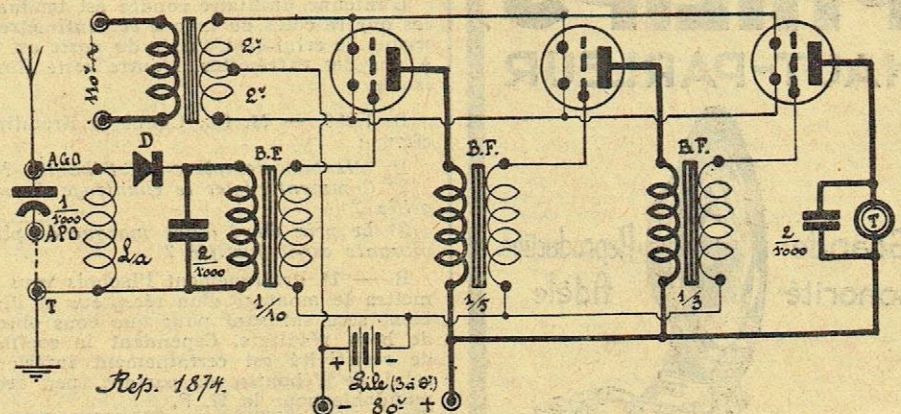 110v
2v
2v
AGO
D
B.F
B.F.
B.F.
1/1000
APO
La
2/1000
1/10
1/5
1/3
2/1000
T
T
+ -
Pile (3 à 9v)
- 80v +
Rép. 1874.